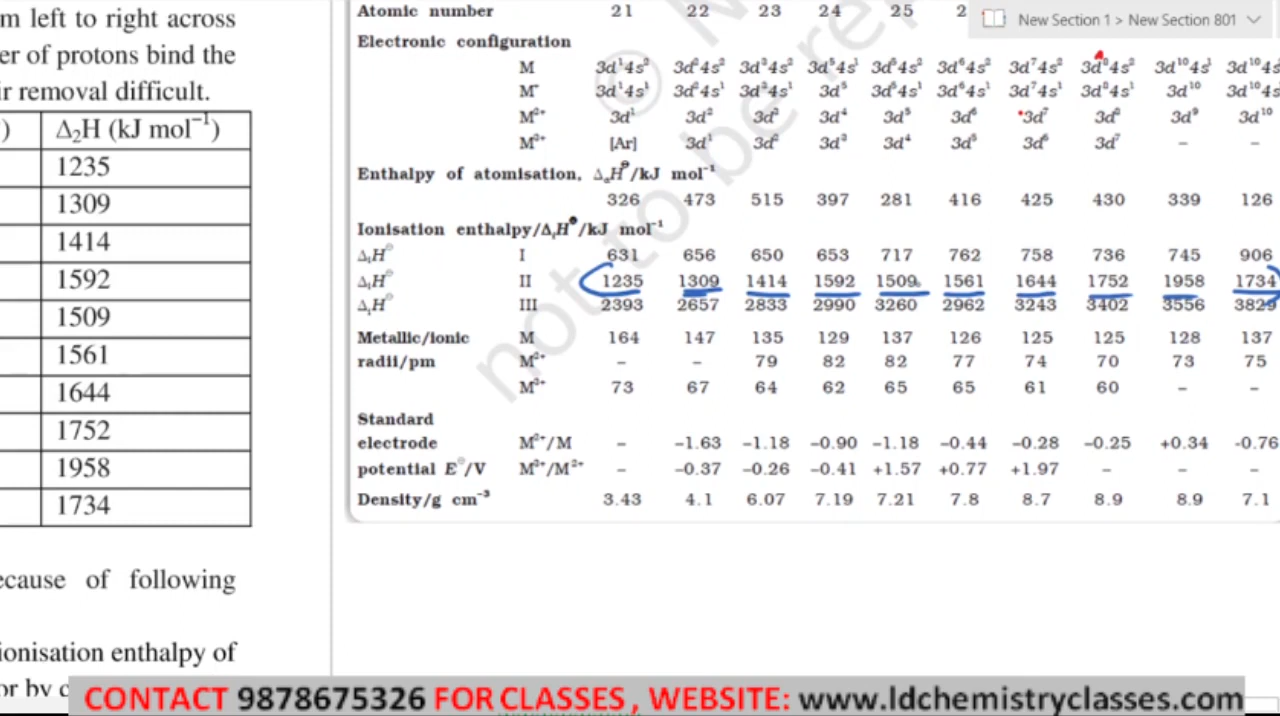 m left to right across
er of protons bind the
ir removal difficult.
) Δ₂H (kJ mol⁻¹)
1235
1309
1414
1592
1509
1561
1644
1752
1958
1734
ecause of following
ionisation enthalpy of
or by c
New Section 1 > New Section 801
Atomic number 21 22 23 24 25 2
Electronic configuration
M 3d¹4s² 3d²4s² 3d³4s² 3d⁵4s¹ 3d⁵4s² 3d⁶4s² 3d⁷4s² 3d⁸4s² 3d¹⁰4s¹ 3d¹⁰4s
M⁺ 3d¹4s¹ 3d²4s¹ 3d³4s¹ 3d⁵ 3d⁵4s¹ 3d⁶4s¹ 3d⁷4s¹ 3d⁸4s¹ 3d¹⁰ 3d¹⁰4s
M²⁺ 3d¹ 3d² 3d³ 3d⁴ 3d⁵ 3d⁶ 3d⁷ 3d⁸ 3d⁹ 3d¹⁰
M³⁺ [Ar] 3d¹ 3d² 3d³ 3d⁴ 3d⁵ 3d⁶ 3d⁷ – –
Enthalpy of atomisation, ΔₐH⊖/kJ mol⁻¹
326 473 515 397 281 416 425 430 339 126
Ionisation enthalpy/ΔᵢH⊖/kJ mol⁻¹
ΔᵢH⊖ I 631 656 650 653 717 762 758 736 745 906
ΔᵢH⊖ II 1235 1309 1414 1592 1509 1561 1644 1752 1958 1734
ΔᵢH⊖ III 2393 2657 2833 2990 3260 2962 3243 3402 3556 3829
Metallic/ionic M 164 147 135 129 137 126 125 125 128 137
radii/pm M²⁺ – – 79 82 82 77 74 70 73 75
M³⁺ 73 67 64 62 65 65 61 60 – –
Standard
electrode M²⁺/M – –1.63 –1.18 –0.90 –1.18 –0.44 –0.28 –0.25 +0.34 -0.76
potential E⊖/V M³⁺/M²⁺ – –0.37 –0.26 –0.41 +1.57 +0.77 +1.97 – – –
Density/g cm⁻³ 3.43 4.1 6.07 7.19 7.21 7.8 8.7 8.9 8.9 7.1
© N
not to be rep
CONTACT 9878675326 FOR CLASSES , WEBSITE: www.ldchemistryclasses.com